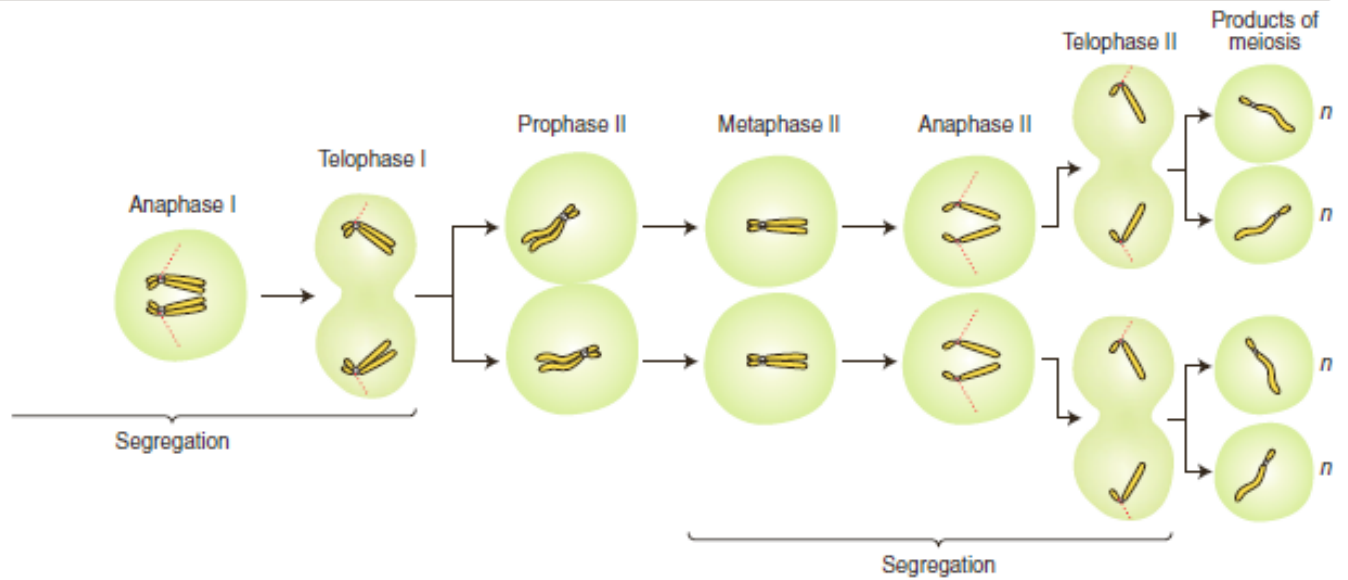 Products of
meiosis
Telophase II
n
Prophase II
Metaphase II
Anaphase II
Telophase I
Anaphase I
n
n
Segregation
n
Segregation